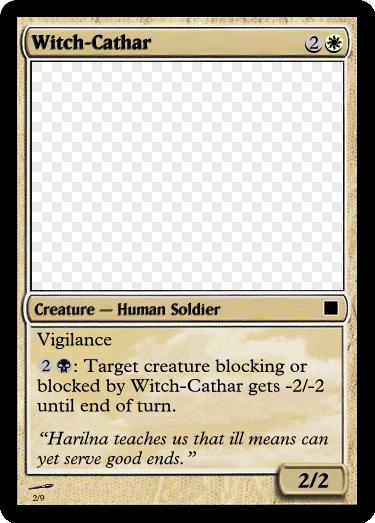 Witch-Cathar 2
Creature — Human Soldier
Vigilance
2 : Target creature blocking or
blocked by Witch-Cathar gets -2/-2
until end of turn.
“Harilna teaches us that ill means can
yet serve good ends.”
2/2
2/9